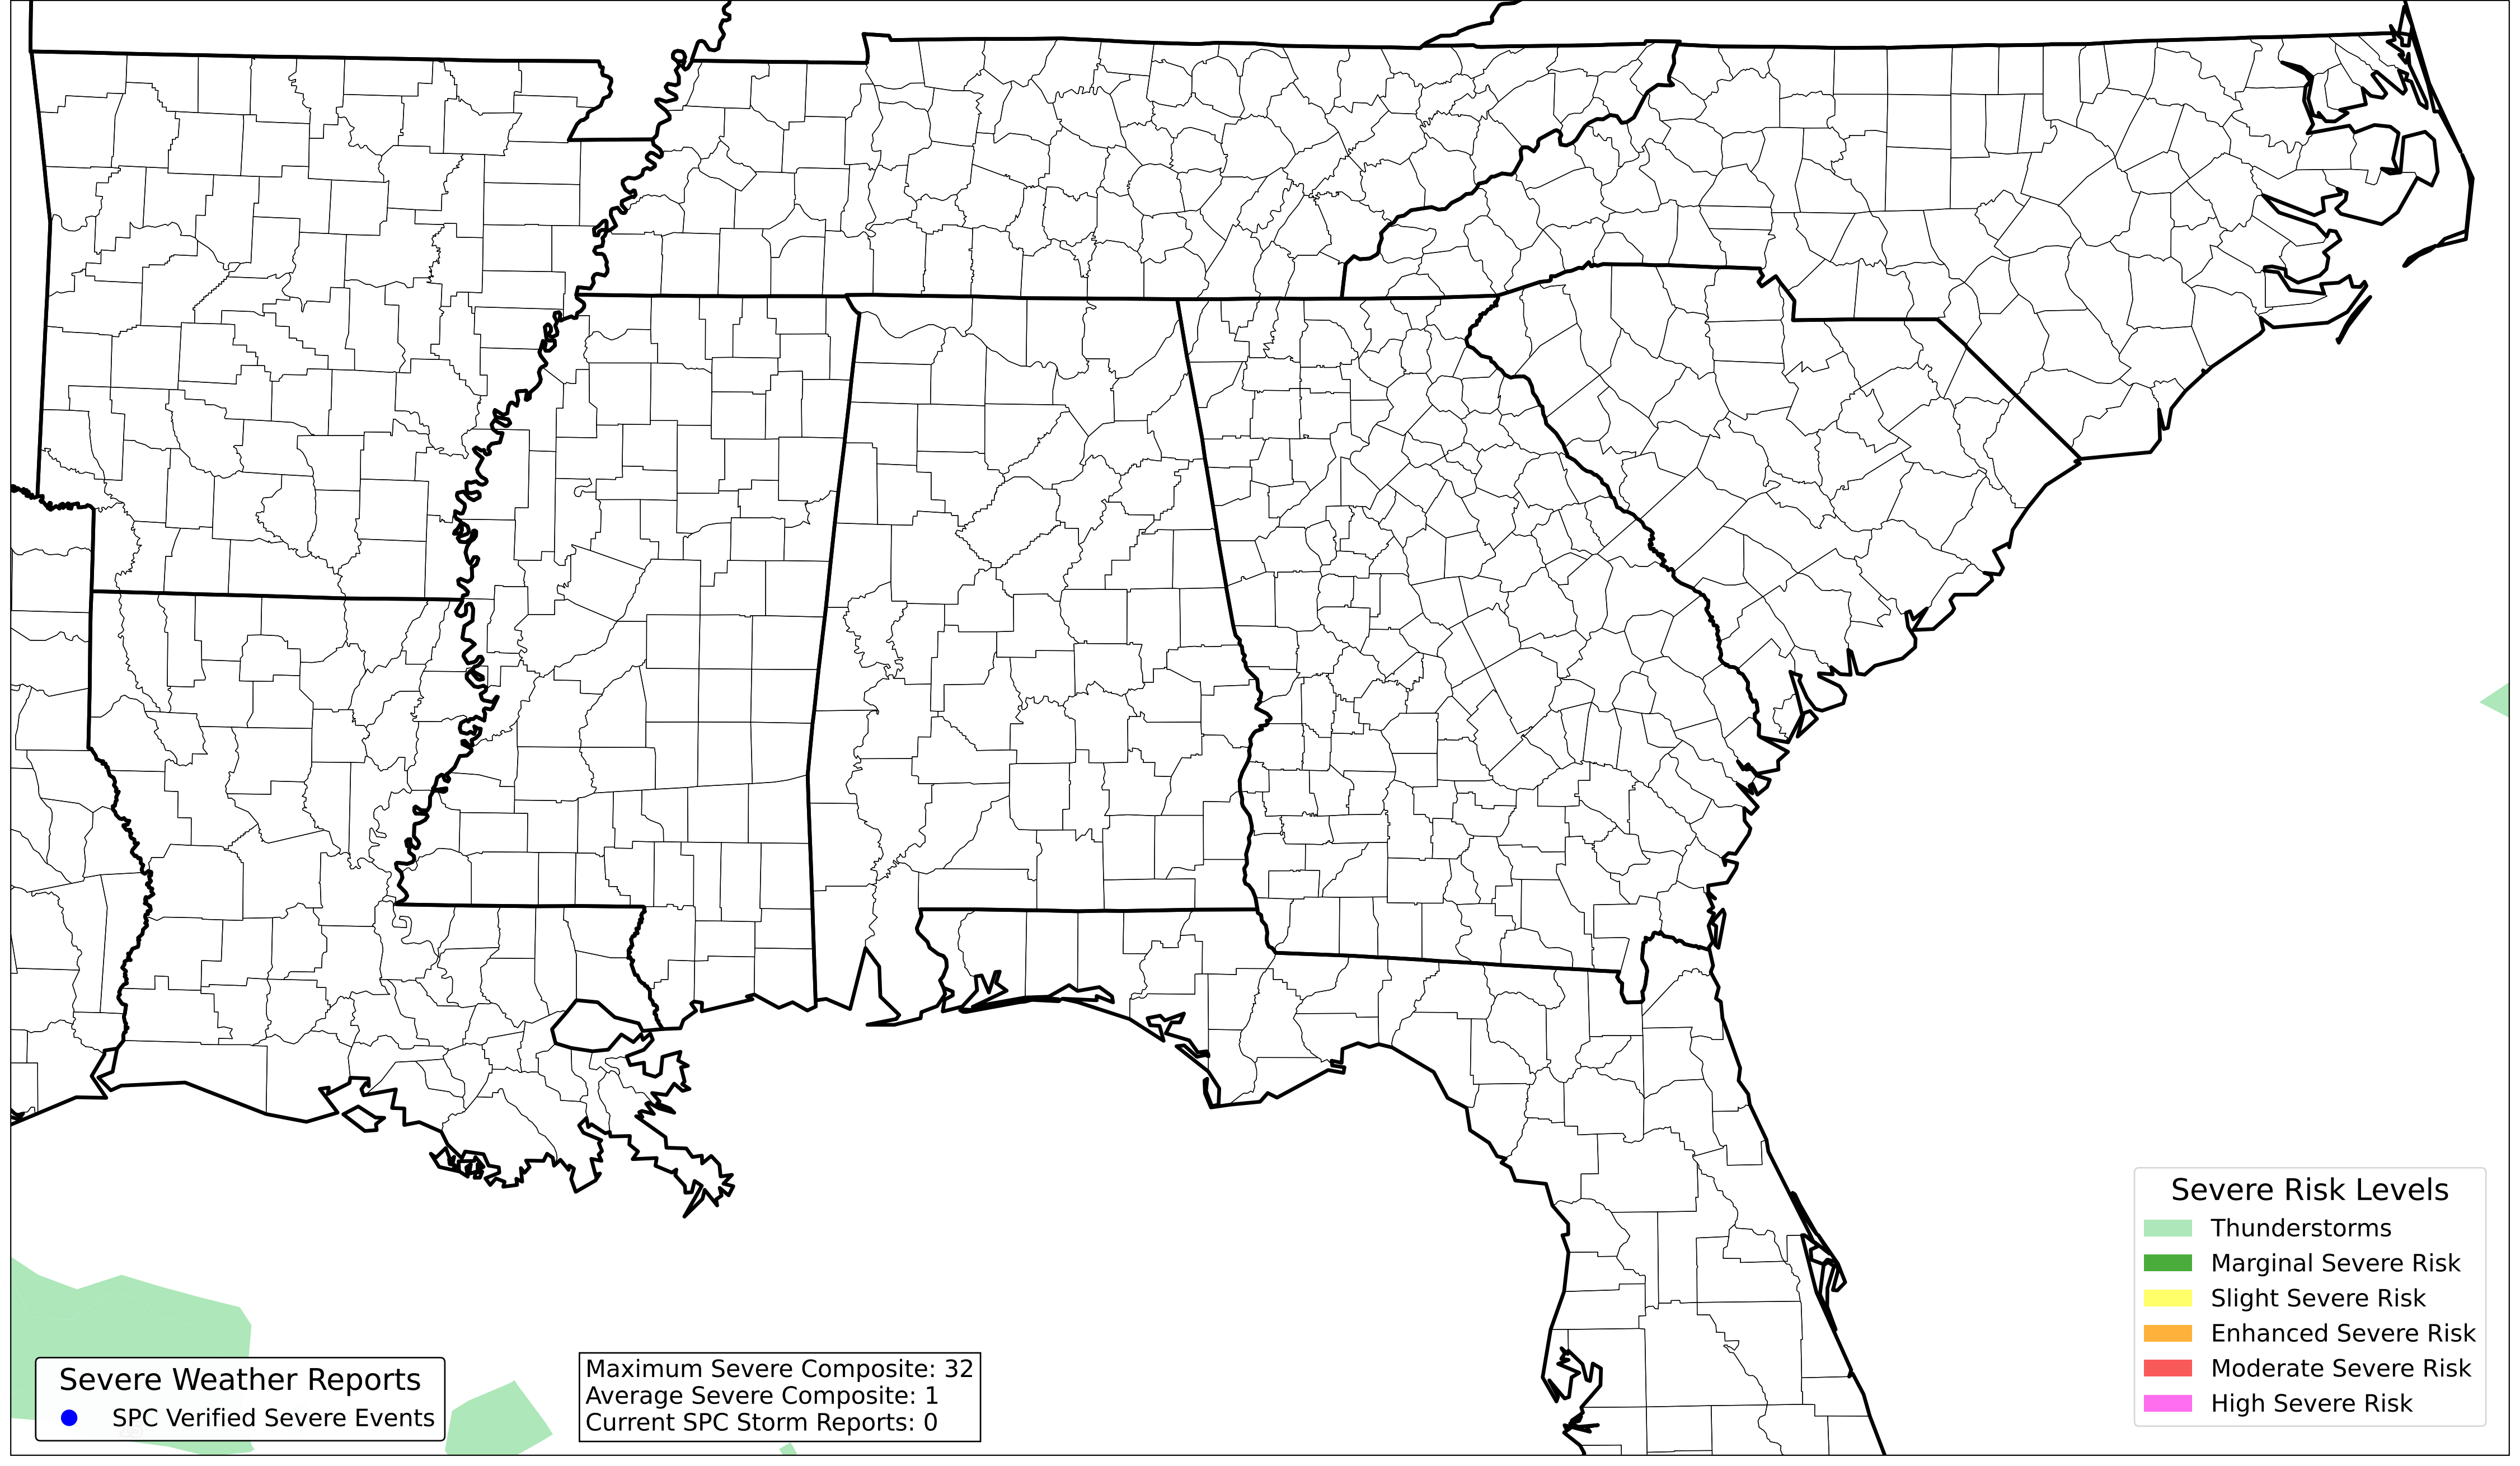 Severe Risk Levels
Thunderstorms
Marginal Severe Risk
Slight Severe Risk
Enhanced Severe Risk
Moderate Severe Risk
High Severe Risk
Severe Weather Reports
SPC Verified Severe Events
Maximum Severe Composite: 32
Average Severe Composite: 1
Current SPC Storm Reports: 0